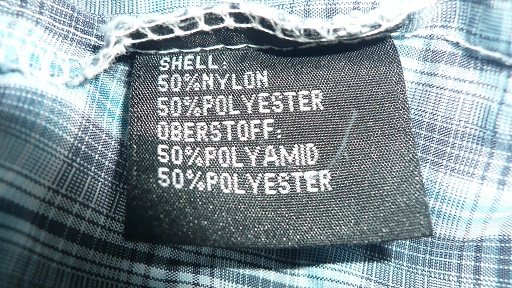 SHELL:
50%NYLON
50%POLYESTER
OBERSTOFF:
50%POLYAMID
50%POLYESTER